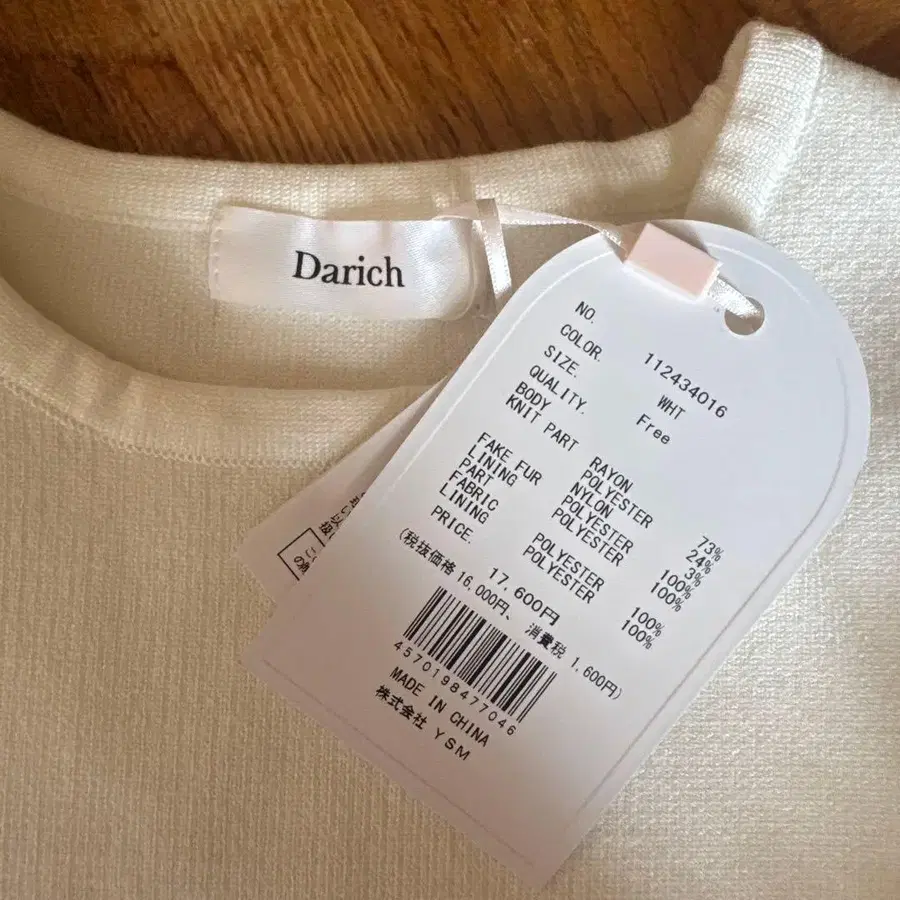 Darich
NO. 112434016
COLOR. WHT
SIZE. Free
QUALITY.
BODY
KNIT PART RAYON 73%
POLYESTER 24%
NYLON 3%
FAKE FUR POLYESTER 100%
LINING POLYESTER 100%
PART
FABRIC POLYESTER 100%
LINING POLYESTER 100%
PRICE. 17,600円
(税抜価格 16,000円、消費税 1,600円)
4570198477046
MADE IN CHINA
株式会社 YSM